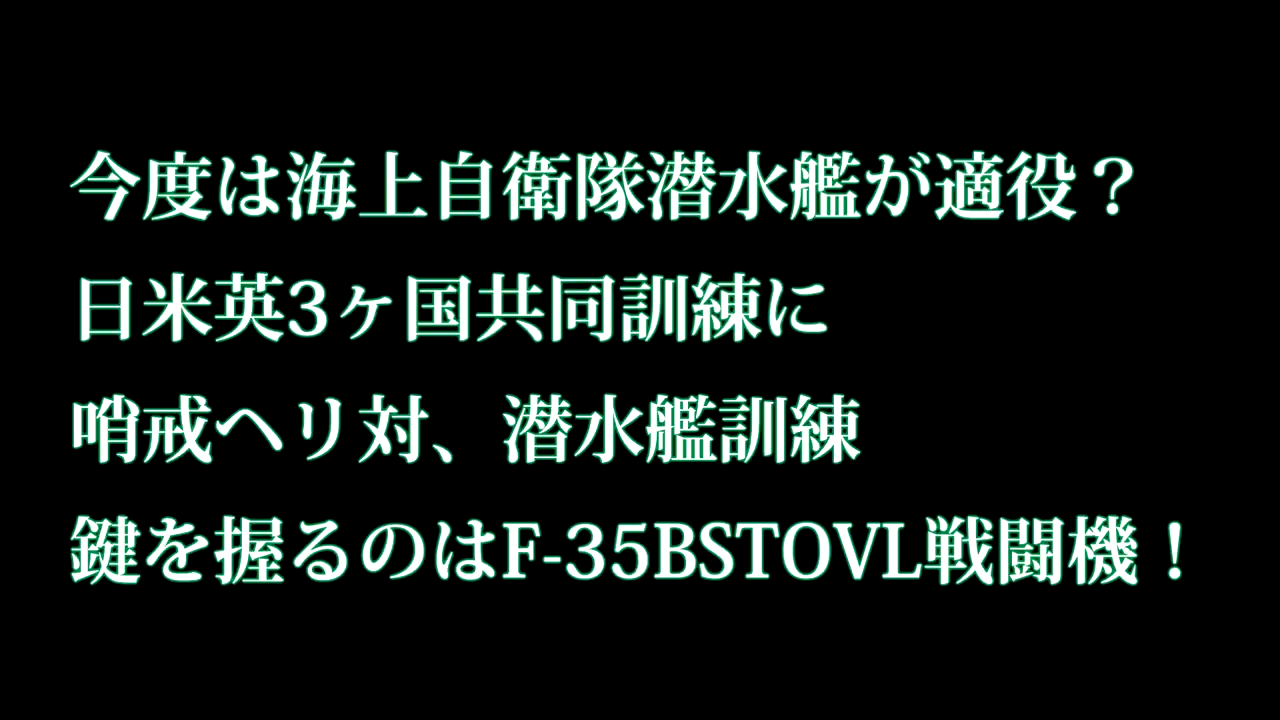 今度は海上自衛隊潜水艦が適役？
日米英3ヶ国共同訓練に
哨戒ヘリ対、潜水艦訓練
鍵を握るのはF-35BSTOVL戦闘機！